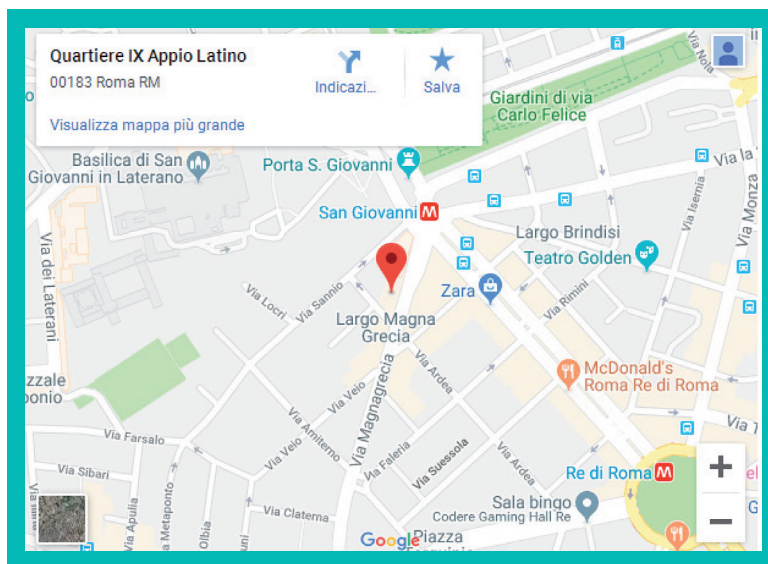 Quartiere IX Appio Latino
00183 Roma RM
Indicazi...
Salva
Visualizza mappa più grande
Via Nola
Giardini di via
Carlo Felice
Basilica di San
Giovanni in Laterano
Porta S. Giovanni
Via la
San Giovanni
M
Via Isernia
Via Monza
Largo Brindisi
Teatro Golden
Via dei Laterani
Zara
Via Rimini
Via Locri
Via Sannio
Largo Magna
Grecia
McDonald's
Roma Re di Roma
zzale
onio
Via Ardea
Via Velo
Via Magnagrecia
Via Farsalo
Via Amiterno
Via Velo
Via Faleria
Via Suessola
Via Ardea
Via Sibari
Re di Roma
M
Via Apulia
Via Metaponto
Olbia
uni
Via Claterna
Sala bingo
Codere Gaming Hall Re
Google
Piazza
+
−